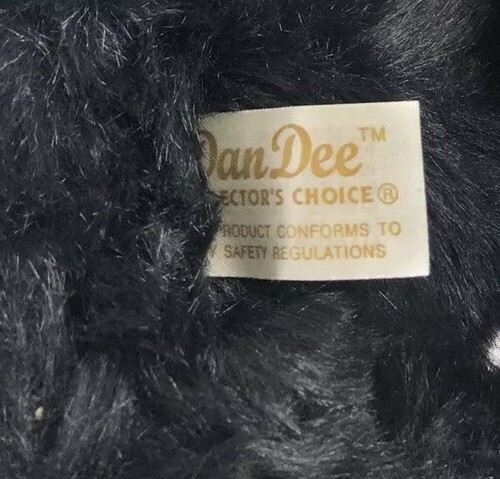 DanDee™
ECTOR'S CHOICE®
PRODUCT CONFORMS TO
SAFETY REGULATIONS